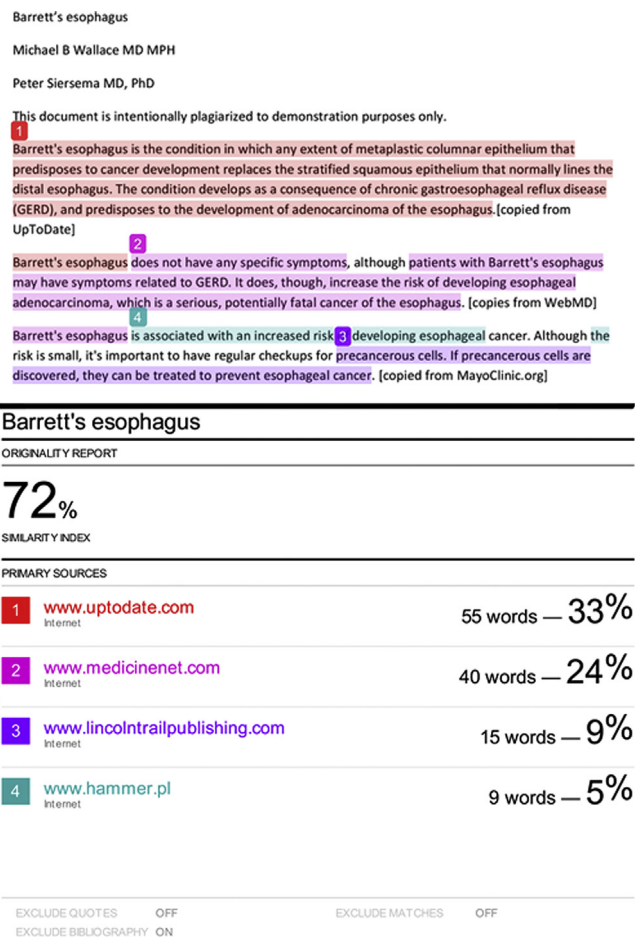 Barrett's esophagus
Michael B Wallace MD MPH
Peter Siersema MD, PhD
This document is intentionally plagiarized to demonstration purposes only.
1
Barrett's esophagus is the condition in which any extent of metaplastic columnar epithelium that
predisposes to cancer development replaces the stratified squamous epithelium that normally lines the
distal esophagus. The condition develops as a consequence of chronic gastroesophageal reflux disease
(GERD), and predisposes to the development of adenocarcinoma of the esophagus.[copied from
UpToDate]
2
Barrett's esophagus does not have any specific symptoms, although patients with Barrett's esophagus
may have symptoms related to GERD. It does, though, increase the risk of developing esophageal
adenocarcinoma, which is a serious, potentially fatal cancer of the esophagus. [copies from WebMD]
4
Barrett's esophagus is associated with an increased risk 3 developing esophageal cancer. Although the
risk is small, it's important to have regular checkups for precancerous cells. If precancerous cells are
discovered, they can be treated to prevent esophageal cancer. [copied from MayoClinic.org]
Barrett's esophagus
ORIGINALITY REPORT
72%
SIMILARITY INDEX
PRIMARY SOURCES
1 www.uptodate.com 55 words — 33%
Internet
2 www.medicinenet.com 40 words — 24%
Internet
3 www.lincolntrailpublishing.com 15 words — 9%
Internet
4 www.hammer.pl 9 words — 5%
Internet
EXCLUDE QUOTES OFF EXCLUDE MATCHES OFF
EXCLUDE BIBLIOGRAPHY ON